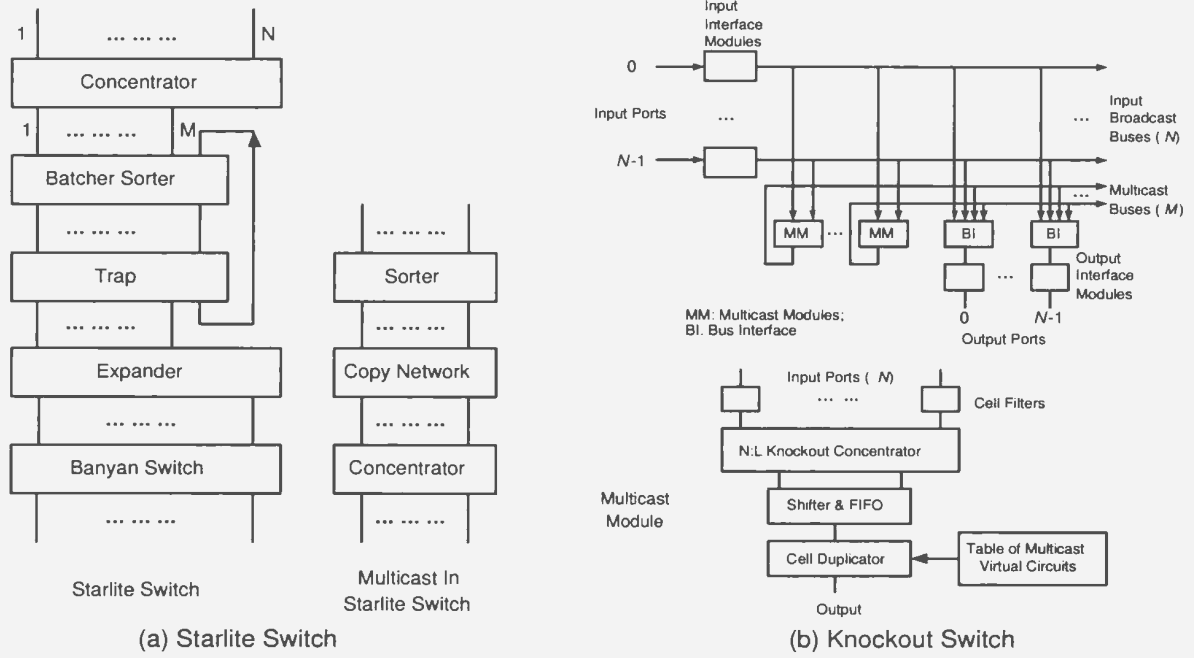 1 ... ... ... N
Concentrator
1 ... ... ... M
Batcher Sorter
... ... ...
Trap
... ... ...
Expander
... ... ...
Banyan Switch
... ... ...
Starlite Switch
... ... ...
Sorter
... ... ...
Copy Network
... ... ...
Concentrator
... ... ...
Multicast In
Starlite Switch
(a) Starlite Switch
Input
Interface
Modules
0
Input Ports
...
N-1
... Input
Broadcast
Buses ( N)
... Multicast
Buses ( M)
MM ... MM
BI
BI
Output
Interface
Modules
...
0
N-1
Output Ports
MM: Multicast Modules;
BI. Bus Interface
Input Ports ( N)
... ...
Cell Filters
N:L Knockout Concentrator
Multicast
Module
Shifter & FIFO
Cell Duplicator
Table of Multicast
Virtual Circuits
Output
(b) Knockout Switch